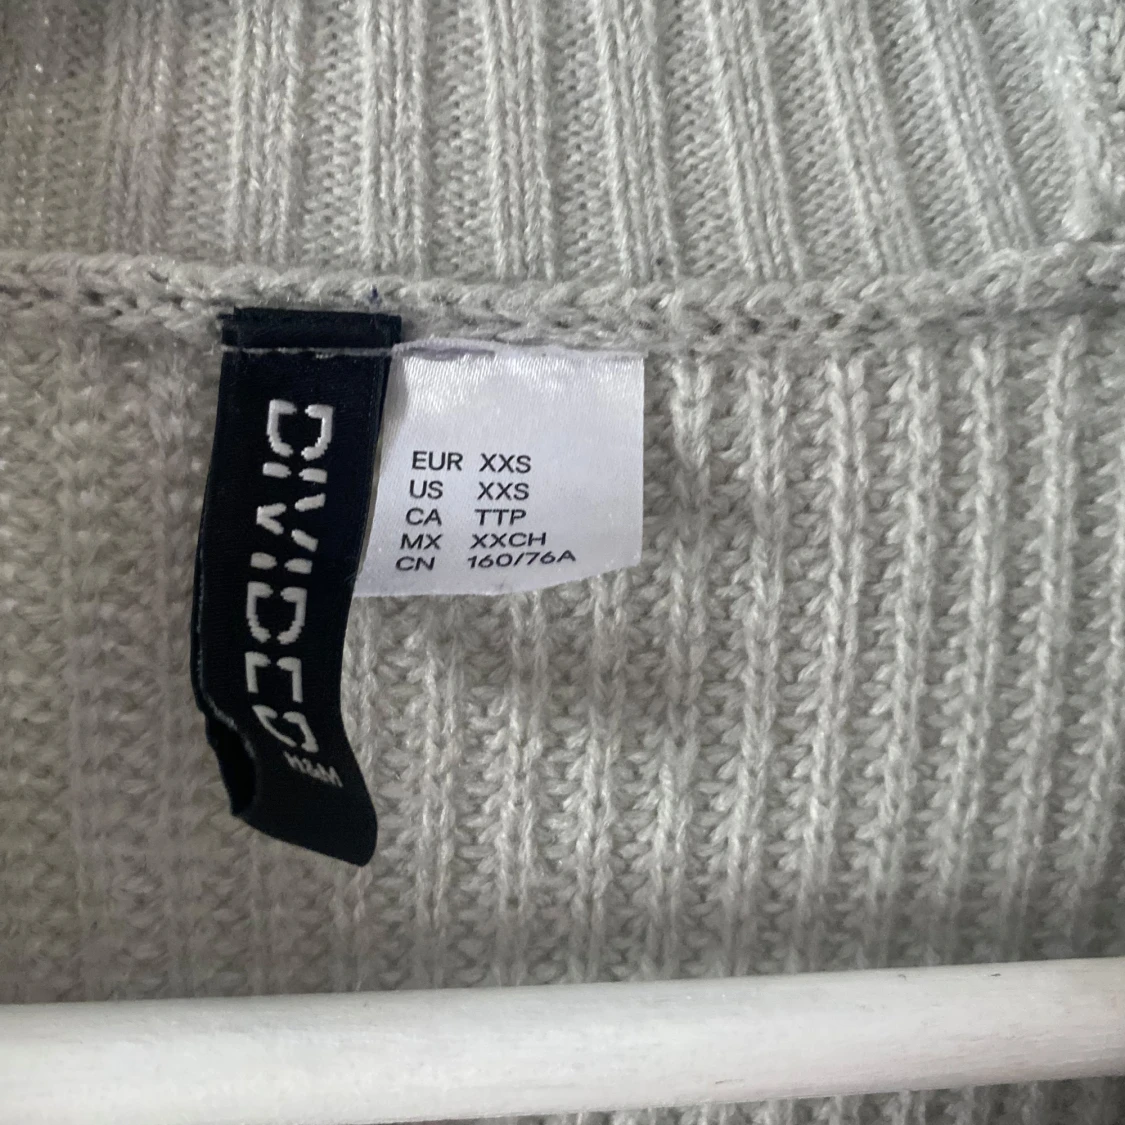 DIVIDED
H&M
EUR XXS
US XXS
CA TTP
MX XXCH
CN 160/76A